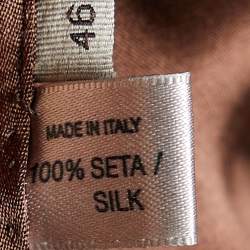 46
MADE IN ITALY
100% SETA /
SILK